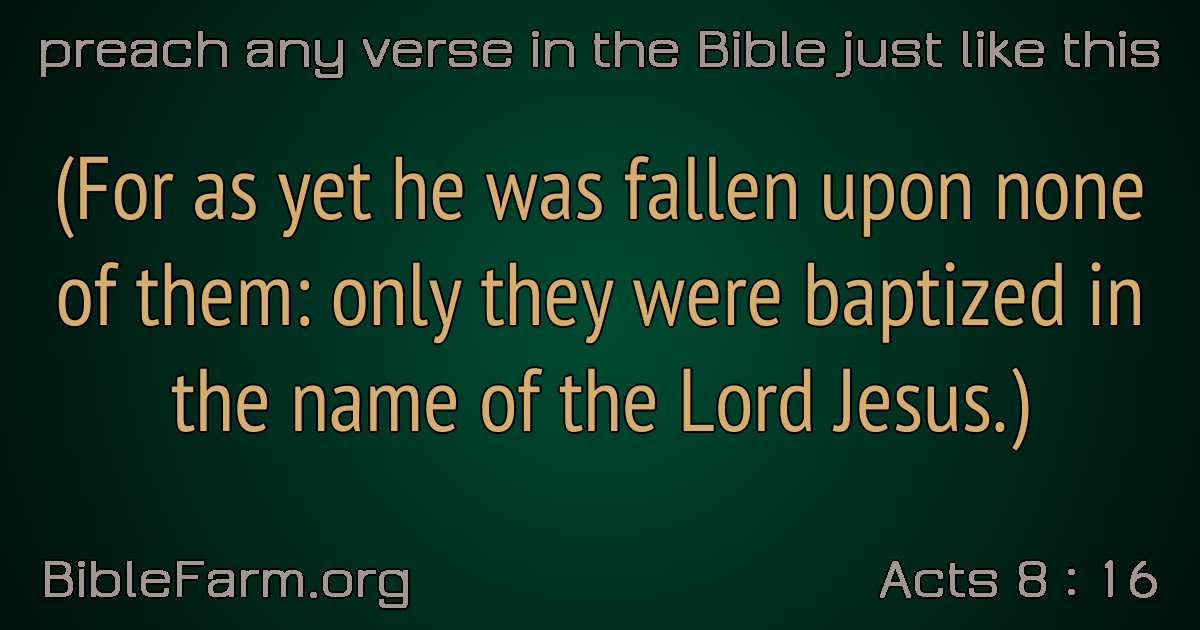 preach any verse in the Bible just like this
(For as yet he was fallen upon none
of them: only they were baptized in
the name of the Lord Jesus.)
BibleFarm.org
Acts 8 : 16